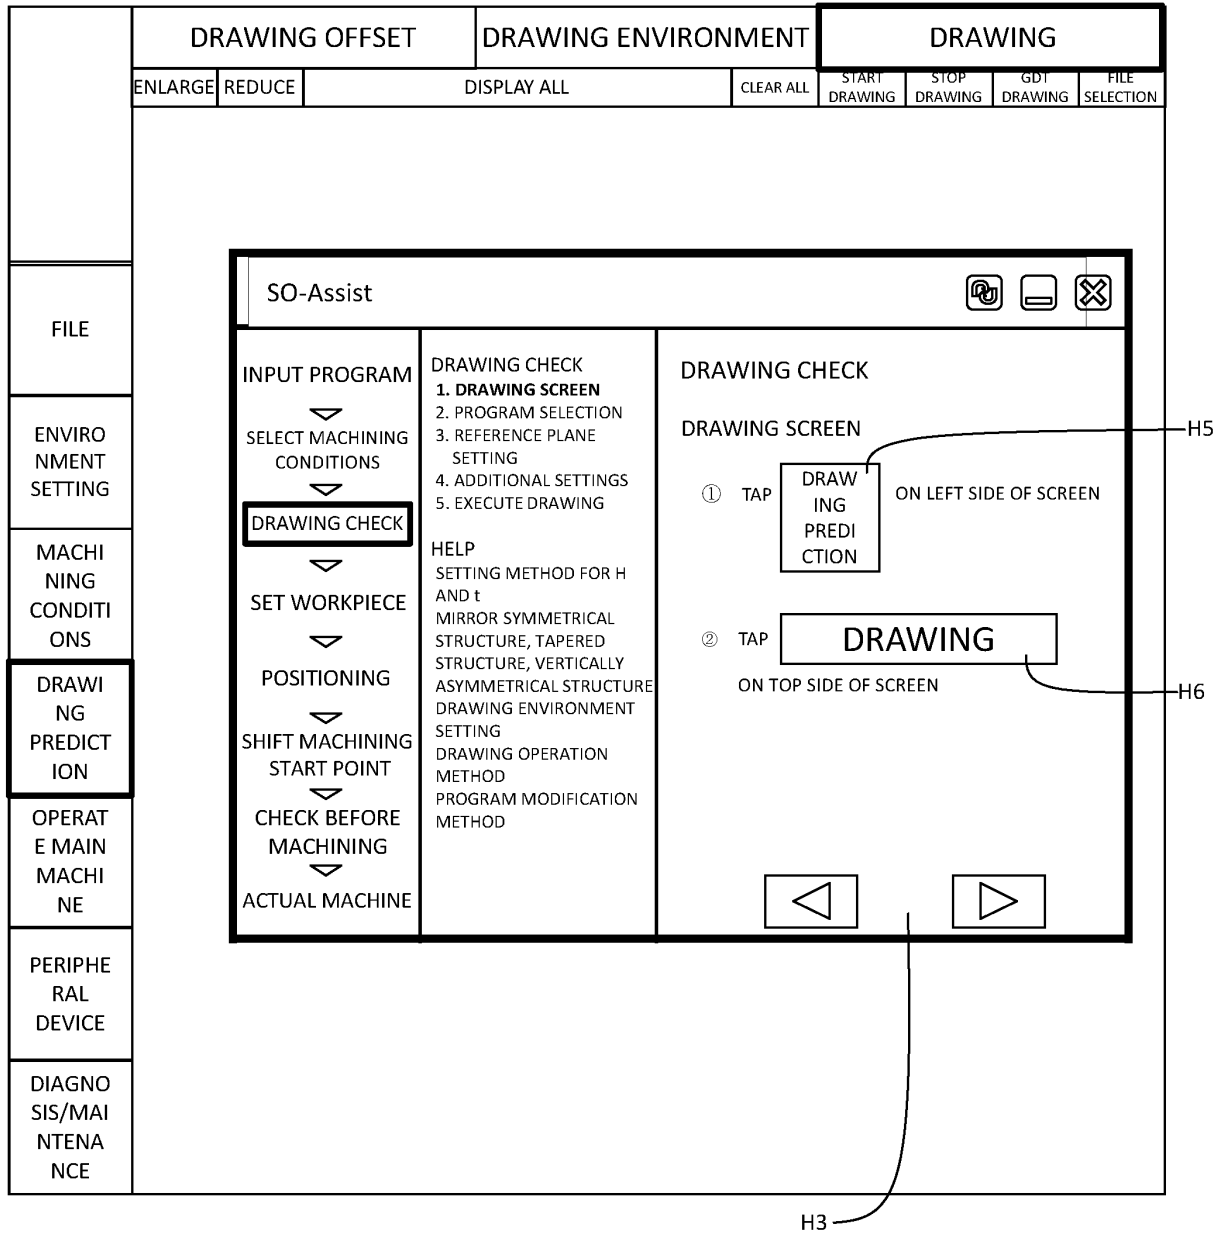 DRAWING OFFSET
DRAWING ENVIRONMENT
DRAWING
ENLARGE
REDUCE
DISPLAY ALL
CLEAR ALL
START
DRAWING
STOP
DRAWING
GDT
DRAWING
FILE
SELECTION
FILE
ENVIRO
NMENT
SETTING
MACHI
NING
CONDITI
ONS
DRAWI
NG
PREDICT
ION
OPERAT
E MAIN
MACHI
NE
PERIPHE
RAL
DEVICE
DIAGNO
SIS/MAI
NTENA
NCE
SO-Assist
INPUT PROGRAM
SELECT MACHINING
CONDITIONS
DRAWING CHECK
SET WORKPIECE
POSITIONING
SHIFT MACHINING
START POINT
CHECK BEFORE
MACHINING
ACTUAL MACHINE
DRAWING CHECK
1. DRAWING SCREEN
2. PROGRAM SELECTION
3. REFERENCE PLANE
SETTING
4. ADDITIONAL SETTINGS
5. EXECUTE DRAWING
HELP
SETTING METHOD FOR H
AND t
MIRROR SYMMETRICAL
STRUCTURE, TAPERED
STRUCTURE, VERTICALLY
ASYMMETRICAL STRUCTURE
DRAWING ENVIRONMENT
SETTING
DRAWING OPERATION
METHOD
PROGRAM MODIFICATION
METHOD
DRAWING CHECK
DRAWING SCREEN
① TAP
DRAW
ING
PREDI
CTION
ON LEFT SIDE OF SCREEN
② TAP
DRAWING
ON TOP SIDE OF SCREEN
H5
H6
H3